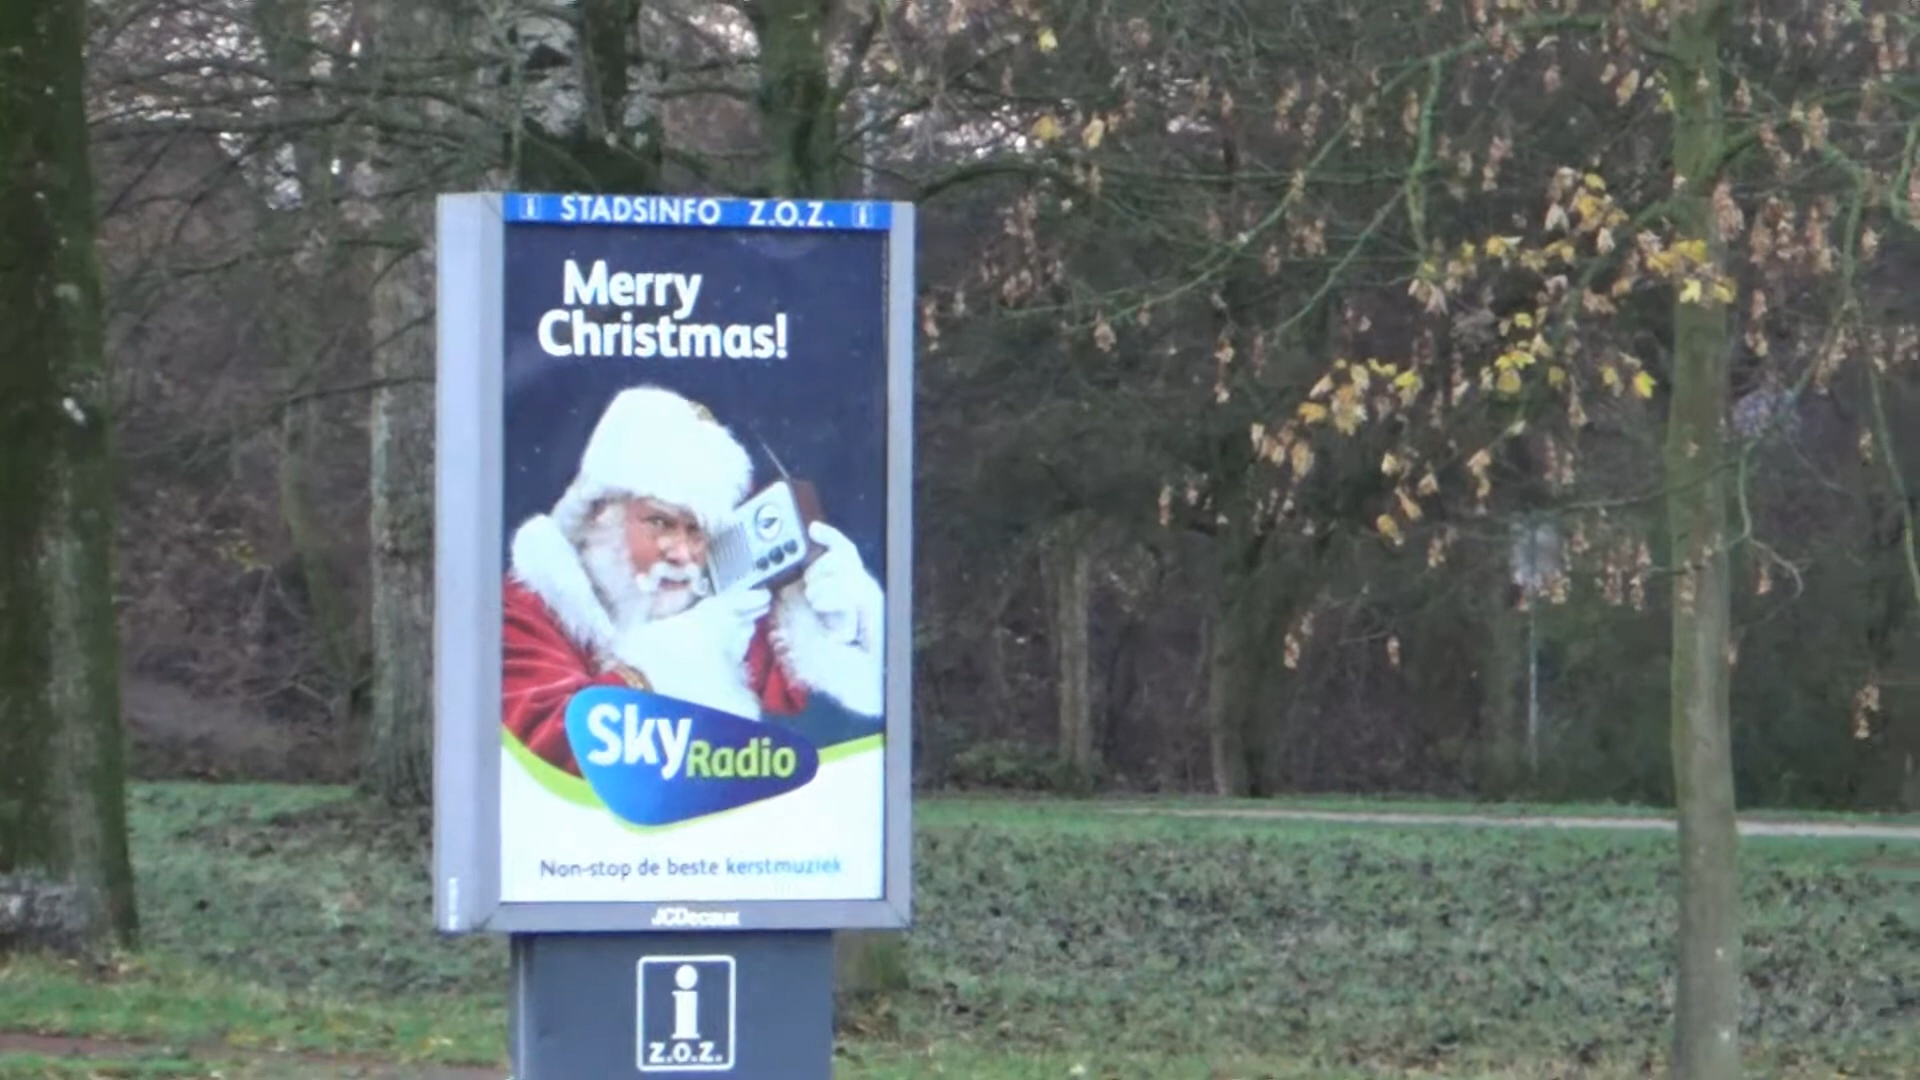 i STADSINFO Z.O.Z. i
Merry
Christmas!
Sky Radio
Non-stop de beste kerstmuziek
JCDecaux
i
Z.O.Z.